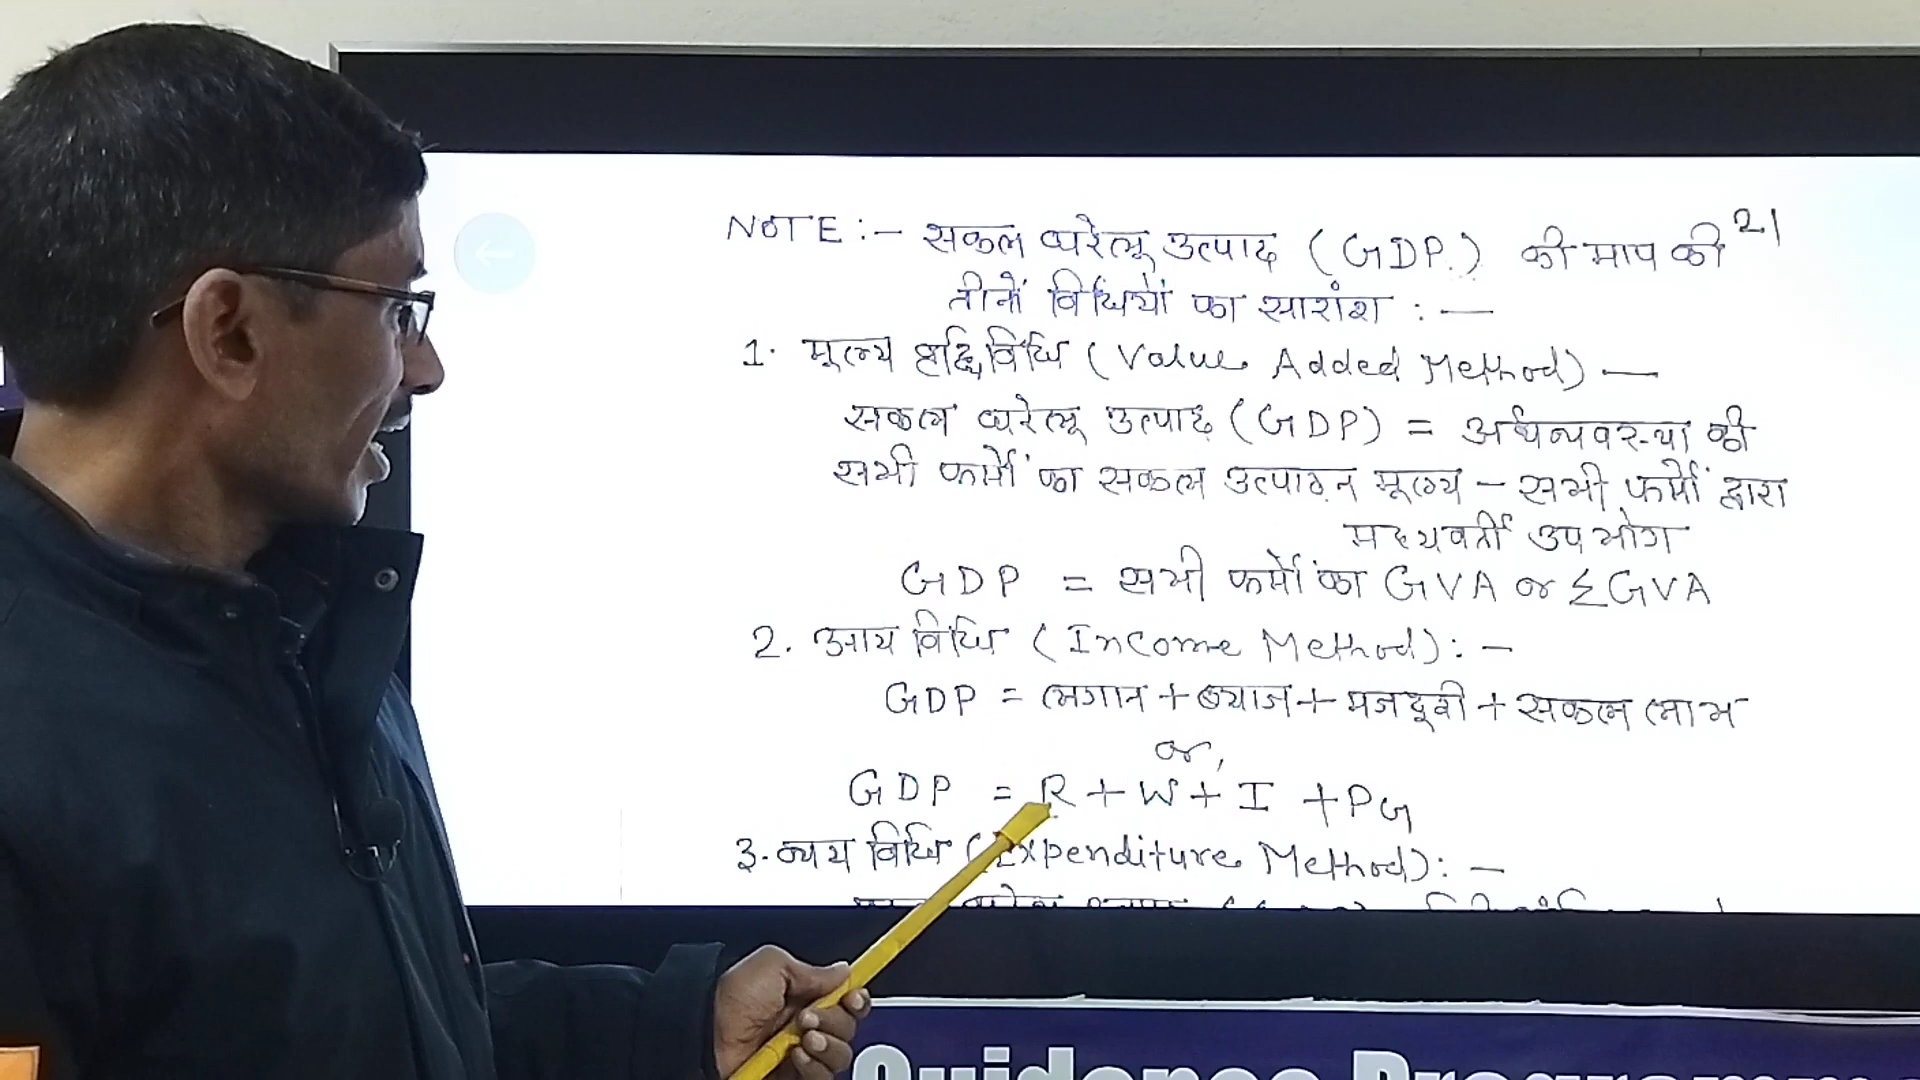 NOTE :- सकल घरेलू उत्पाद (GDP.) की माप की 21
तीनों विधियों का सारांश : —
1. मूल्य वृद्धि विधि (Value Added Method) —
सकल घरेलू उत्पाद (GDP) = अर्थव्यवस्था की
सभी फर्मों का सकल उत्पादन मूल्य - सभी फर्मों द्वारा
मध्यवर्ती उपभोग
GDP = सभी फर्मों का GVA or ΣGVA
2. आय विधि (Income Method) : -
GDP = लगान + ब्याज + मजदूरी + सकल लाभ
or,
GDP = R + W + I + PG
3. व्यय विधि (Expenditure Method) : -
Guidance Programm